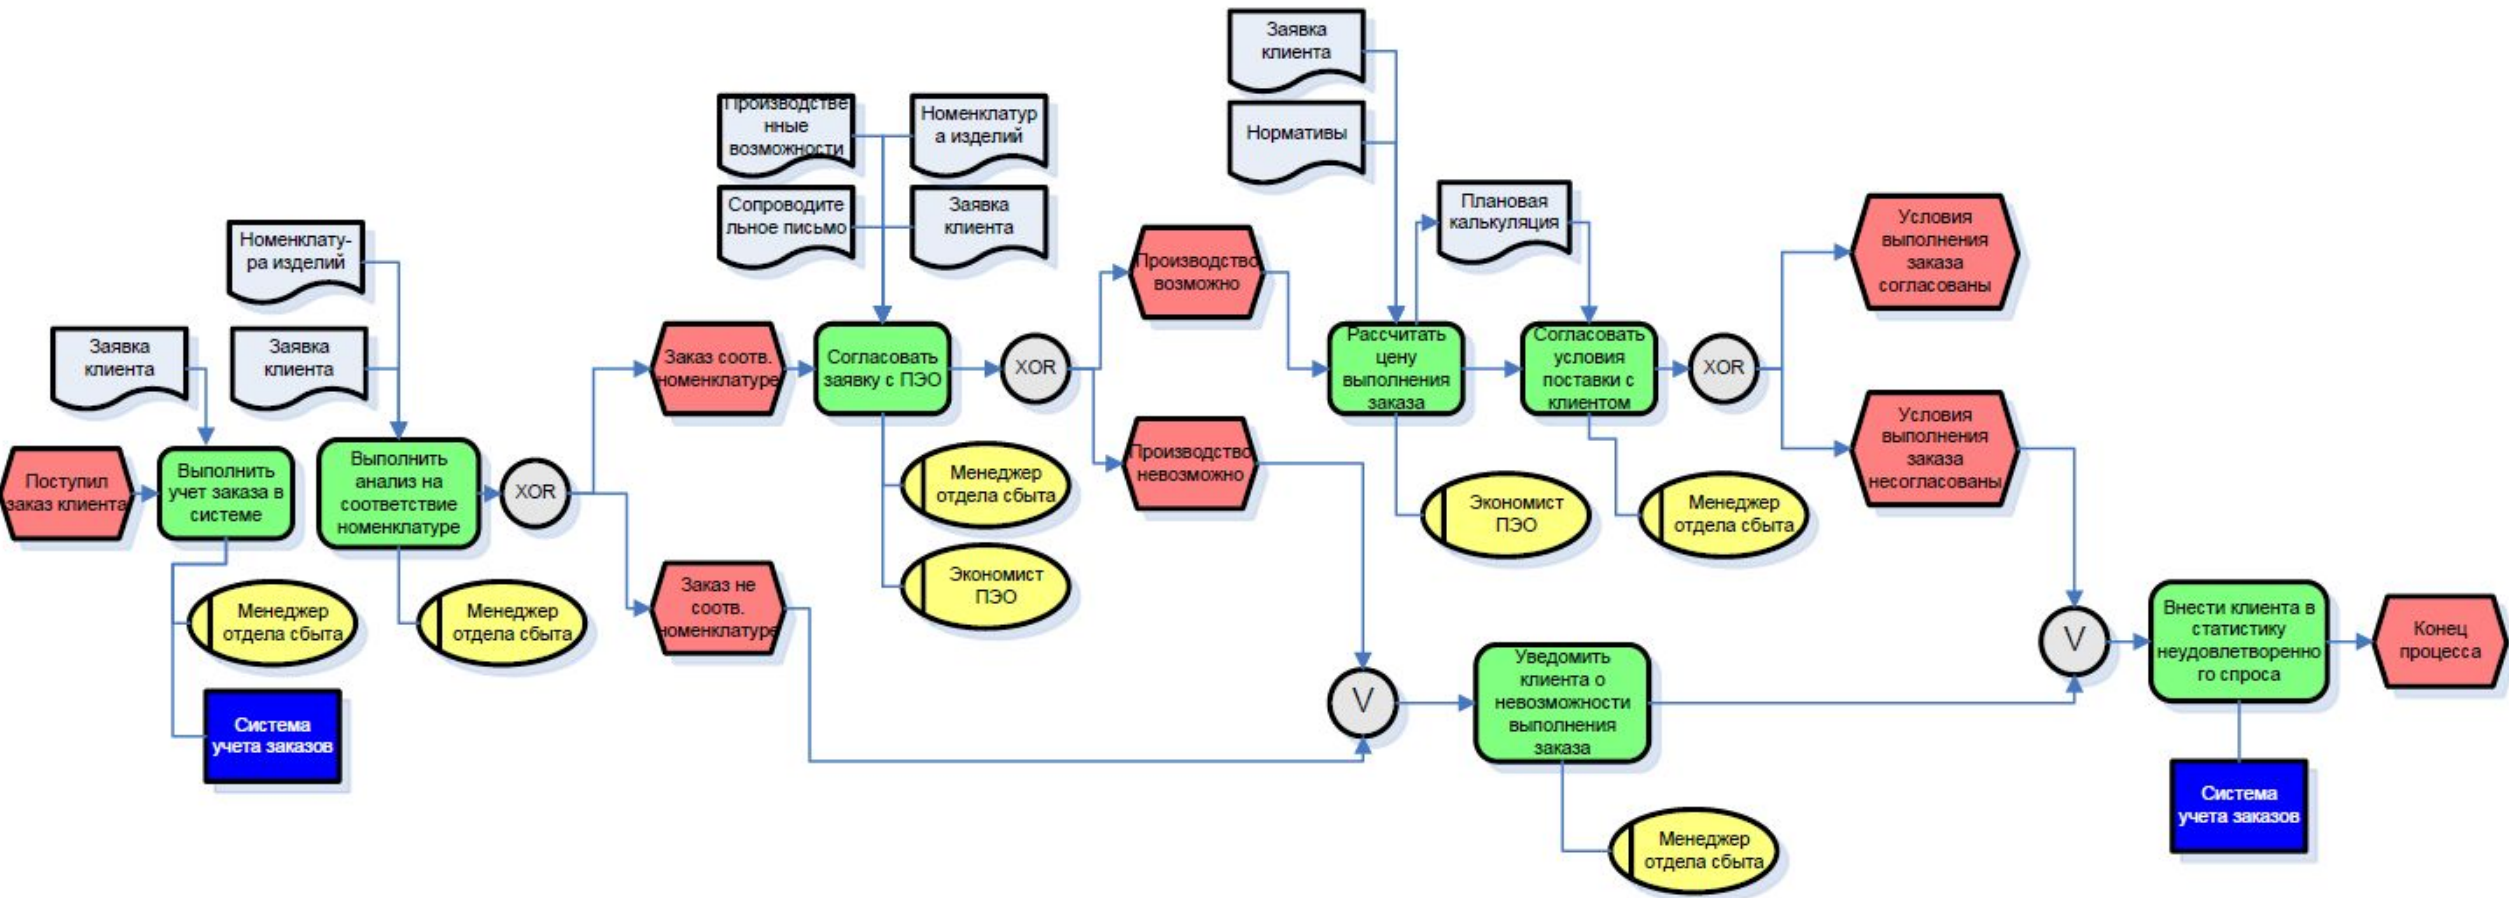 Заявка
клиента
Нормативы
Производстве
нные
возможности
Номенклатур
а изделий
Сопроводите
льное письмо
Заявка
клиента
Плановая
калькуляция
Номенклату-
ра изделий
Заявка
клиента
Заявка
клиента
Поступил
заказ клиента
Выполнить
учет заказа в
системе
Менеджер
отдела сбыта
Система
учета заказов
Выполнить
анализ на
соответствие
номенклатуре
Менеджер
отдела сбыта
XOR
Заказ соотв.
номенклатуре
Заказ не
соотв.
номенклатуре
Согласовать
заявку с ПЭО
Менеджер
отдела сбыта
Экономист
ПЭО
XOR
Производство
возможно
Производство
невозможно
Рассчитать
цену
выполнения
заказа
Экономист
ПЭО
Согласовать
условия
поставки с
клиентом
Менеджер
отдела сбыта
XOR
Условия
выполнения
заказа
согласованы
Условия
выполнения
заказа
несогласованы
V
Уведомить
клиента о
невозможности
выполнения
заказа
Менеджер
отдела сбыта
V
Внести клиента в
статистику
неудовлетворенно
го спроса
Система
учета заказов
Конец
процесса